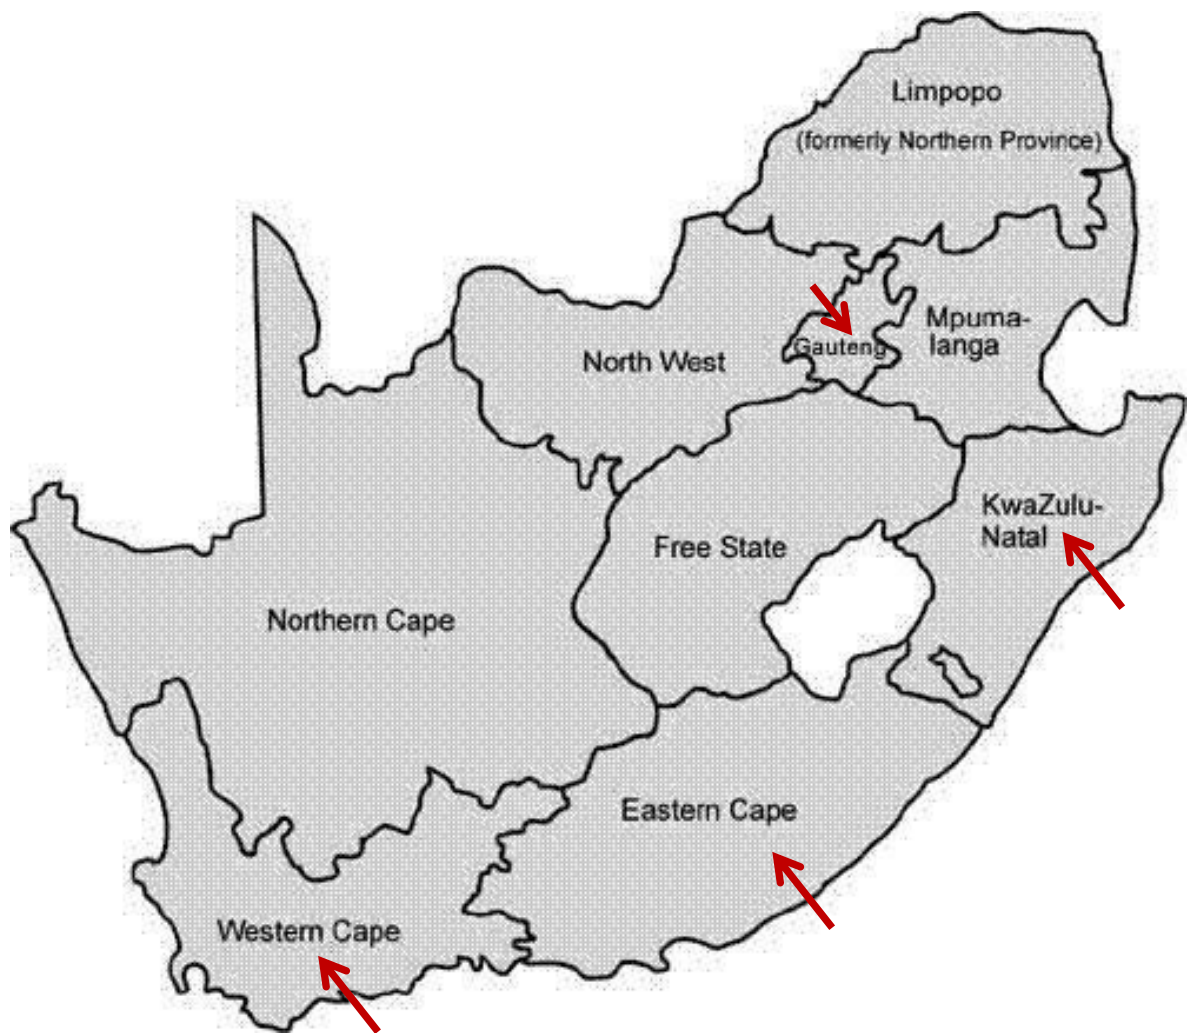 Limpopo
(formerly Northern Province)
Mpuma-
langa
Gauteng
North West
KwaZulu-
Natal
Free State
Northern Cape
Eastern Cape
Western Cape